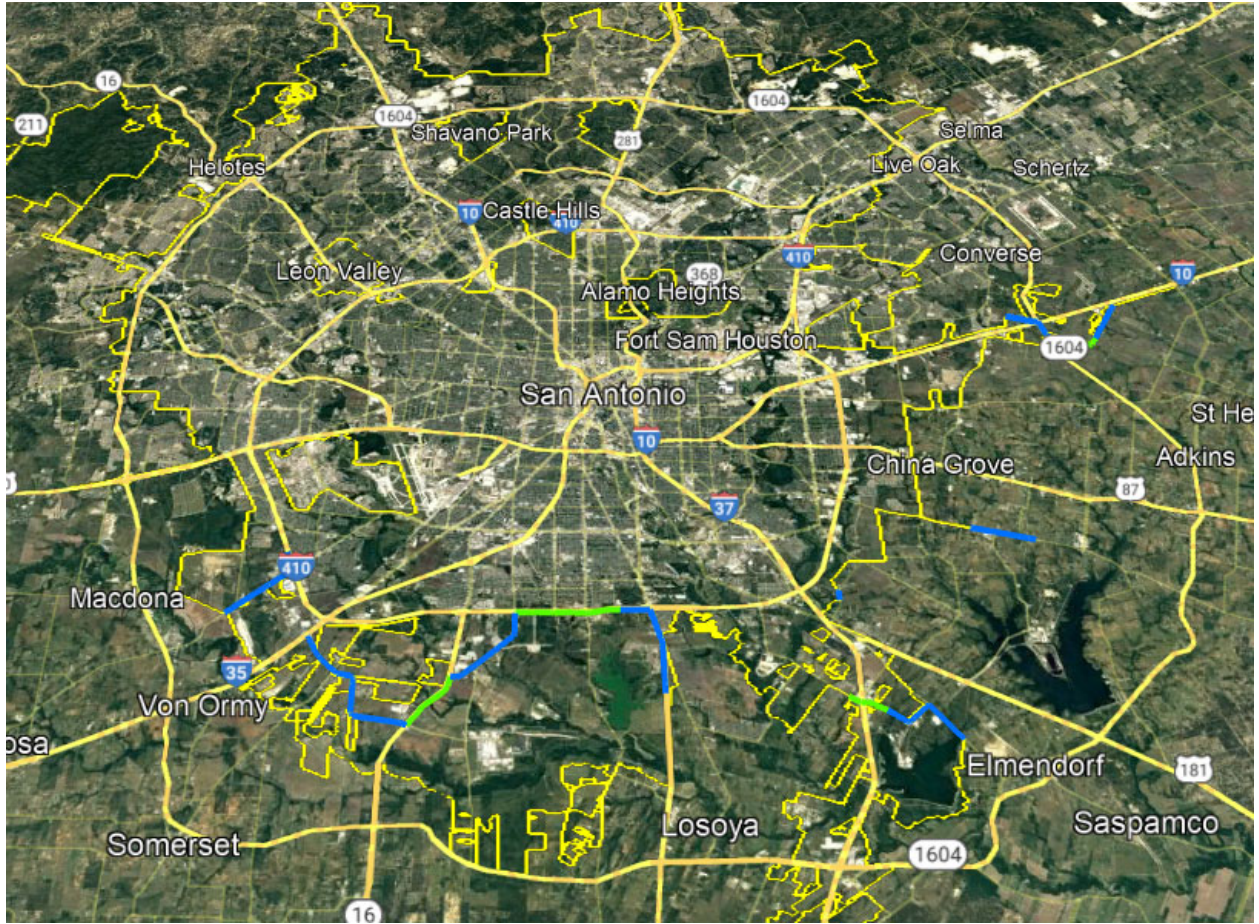 16
211
1604
Shavano Park
281
1604
Selma
Helotes
Live Oak
Schertz
10
Castle Hills
410
410
Converse
Leon Valley
368
10
Alamo Heights
Fort Sam Houston
1604
San Antonio
St He
10
China Grove
Adkins
87
37
410
Macdona
35
Von Ormy
osa
Elmendorf
181
Somerset
Losoya
Saspamco
1604
16